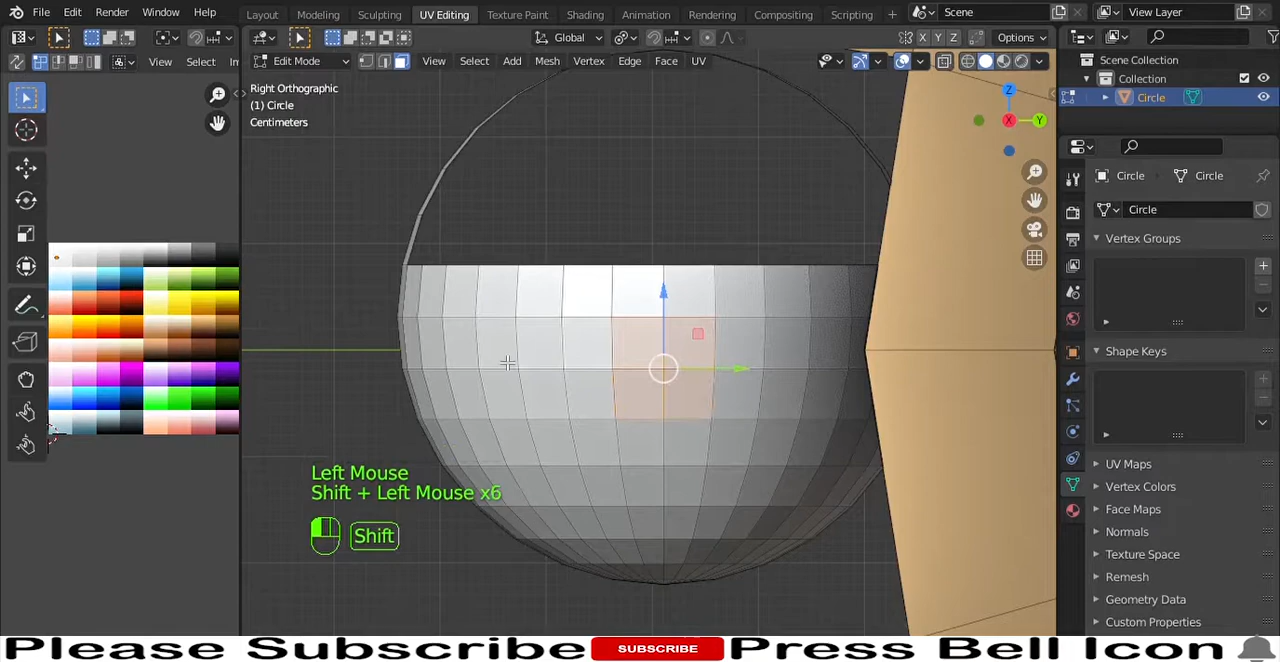 File Edit Render Window Help Layout Modeling Sculpting UV Editing Texture Paint Shading Animation Rendering Compositing Scripting + Scene View Layer
Global Options X Y Z
View Select Edit Mode View Select Add Mesh Vertex Edge Face UV
Right Orthographic
(1) Circle
Centimeters
Z
X
Y
Left Mouse
Shift + Left Mouse x6
Shift
Scene Collection
Collection
Circle
Circle Circle
Circle
Vertex Groups
Shape Keys
UV Maps
Vertex Colors
Face Maps
Normals
Texture Space
Remesh
Geometry Data
Custom Properties
Please Subscribe SUBSCRIBE Press Bell Icon